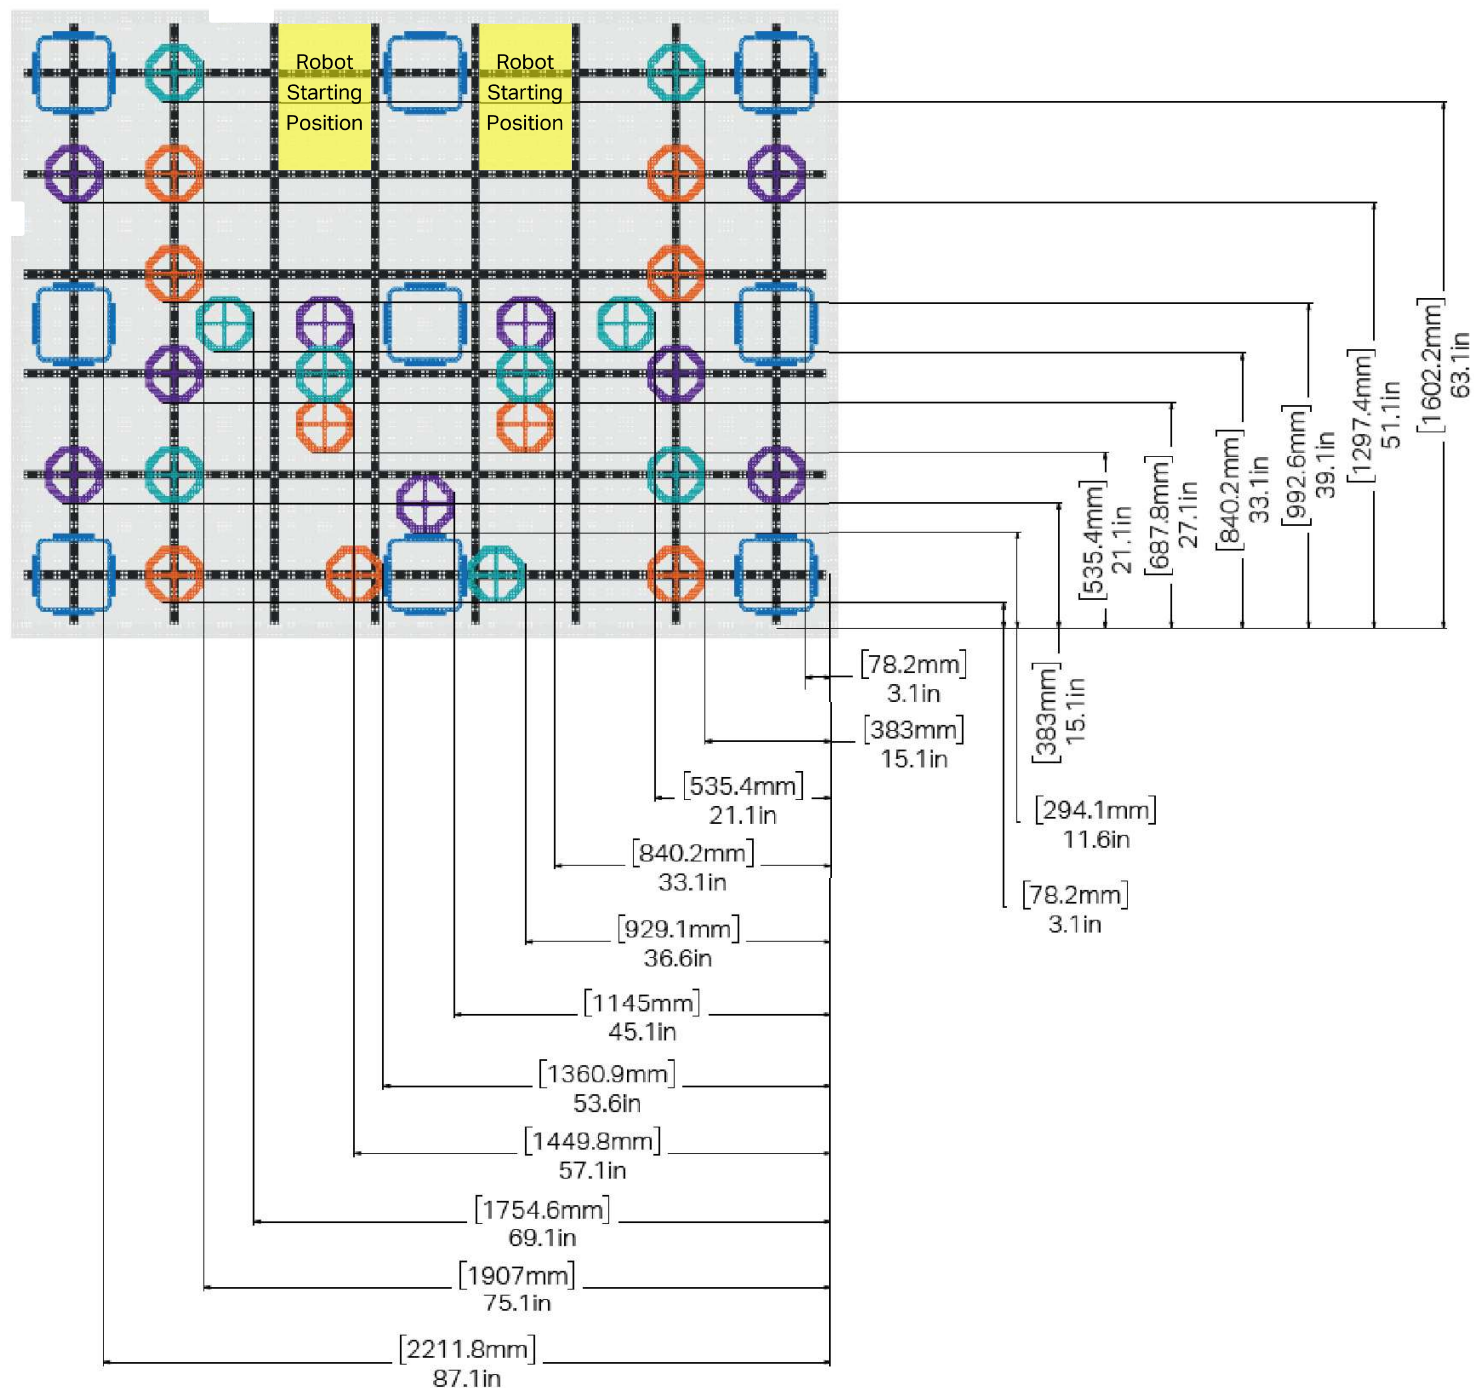 Robot
Starting
Position
Robot
Starting
Position
[1602.2mm]
63.1in
[1297.4mm]
51.1in
[992.6mm]
39.1in
[840.2mm]
33.1in
[687.8mm]
27.1in
[535.4mm]
21.1in
[383mm]
15.1in
[294.1mm]
11.6in
[78.2mm]
3.1in
[78.2mm]
3.1in
[383mm]
15.1in
[535.4mm]
21.1in
[840.2mm]
33.1in
[929.1mm]
36.6in
[1145mm]
45.1in
[1360.9mm]
53.6in
[1449.8mm]
57.1in
[1754.6mm]
69.1in
[1907mm]
75.1in
[2211.8mm]
87.1in